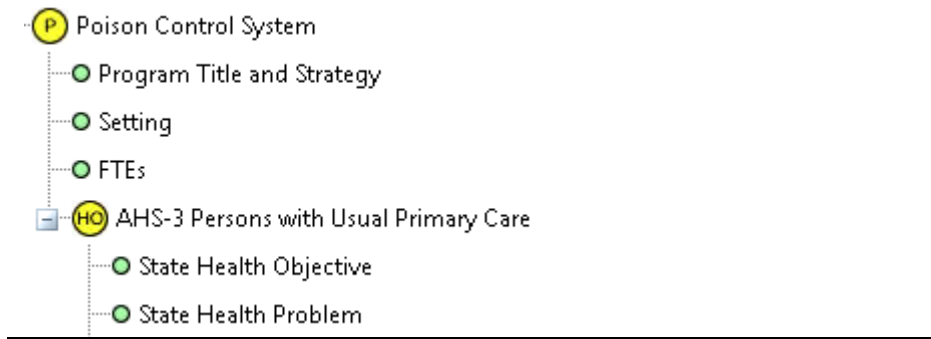 P Poison Control System
Program Title and Strategy
Setting
FTEs
HO AHS-3 Persons with Usual Primary Care
State Health Objective
State Health Problem